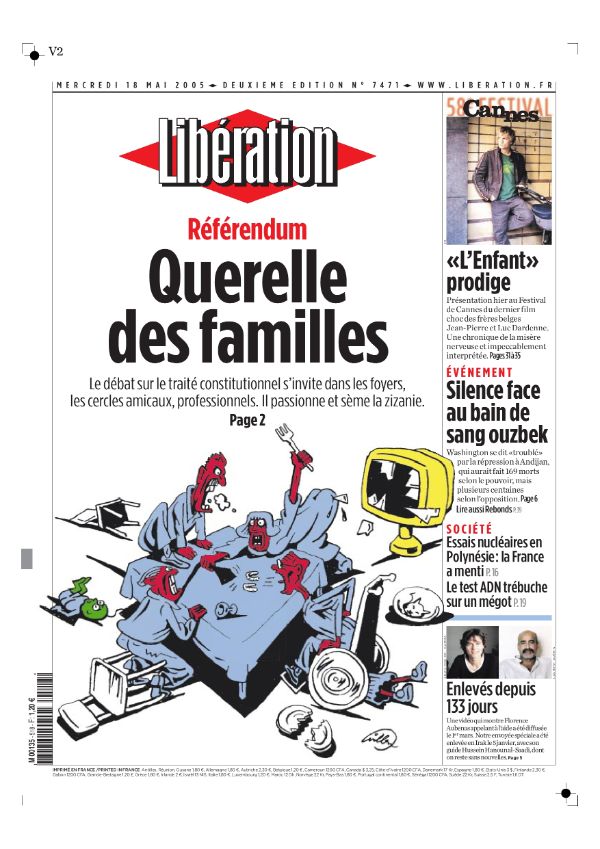 V2
MERCREDI 18 MAI 2005 DEUXIEME EDITION N° 7471 WWW.LIBERATION.FR
Libération
Référendum
Querelle
des familles
Le débat sur le traité constitutionnel s'invite dans les foyers,
les cercles amicaux, professionnels. Il passionne et sème la zizanie.
Page 2
58e FESTIVAL
Cannes
«L'Enfant»
prodige
Présentation hier au Festival
de Cannes du dernier film
choc des frères belges
Jean-Pierre et Luc Dardenne.
Une chronique de la misère
nerveuse et impeccablement
interprétée. Pages 31 à 35
ÉVÉNEMENT
Silence face
au bain de
sang ouzbek
Washington se dit «troublé»
par la répression à Andijan,
qui aurait fait 169 morts
selon le pouvoir, mais
plusieurs centaines
selon l'opposition. Page 6
Lire aussi Rebonds
SOCIÉTÉ
Essais nucléaires en
Polynésie : la France
a menti P. 16
Le test ADN trébuche
sur un mégot P. 19
Enlevés depuis
133 jours
Une vidéo qui montre Florence
Aubenas appelant à l'aide a été diffusée
le 1er mars. Notre envoyée spéciale a été
enlevée en Irak le 5 janvier, avec son
guide Hussein Hanoun al-Saadi, dont
on reste sans nouvelles. Page 5
Willem
M 00135 - 518 - F: 1,20 €
IMPRIMÉ EN FRANCE / PRINTED IN FRANCE